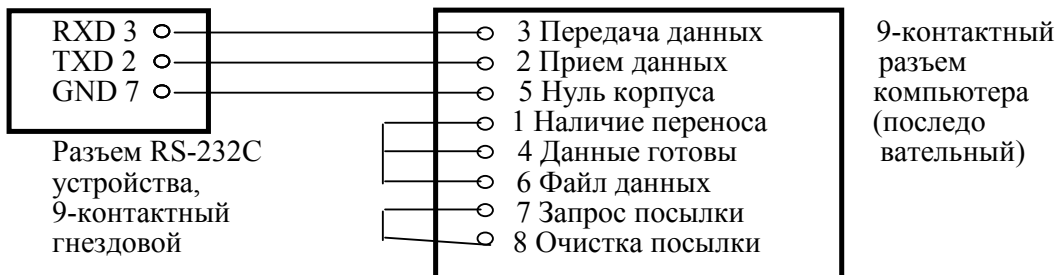 RXD 3
TXD 2
GND 7
Разъем RS-232C
устройства,
9-контактный
гнездовой
3 Передача данных
2 Прием данных
5 Нуль корпуса
1 Наличие переноса
4 Данные готовы
6 Файл данных
7 Запрос посылки
8 Очистка посылки
9-контактный
разъем
компьютера
(последо
вательный)